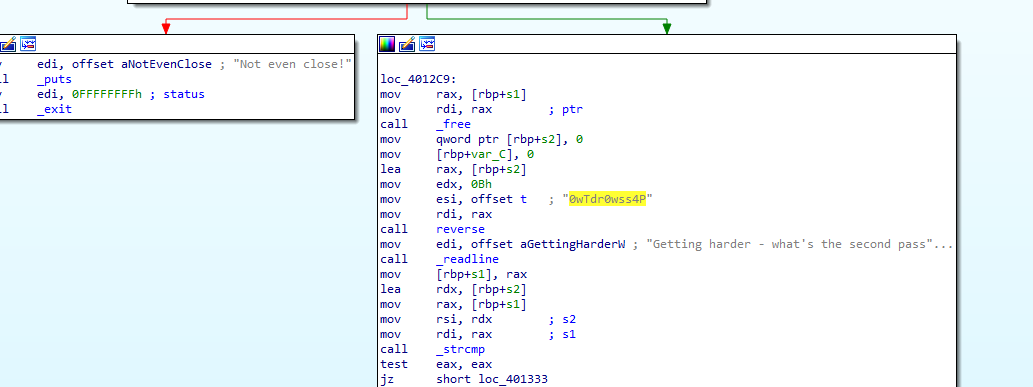 edi, offset aNotEvenClose ; "Not even close!"
_puts
edi, 0FFFFFFFFh ; status
_exit
loc_4012C9:
mov rax, [rbp+s1]
mov rdi, rax ; ptr
call _free
mov qword ptr [rbp+s2], 0
mov [rbp+var_C], 0
lea rax, [rbp+s2]
mov edx, 0Bh
mov esi, offset t ; "0wTdr0wss4P"
mov rdi, rax
call reverse
mov edi, offset aGettingHarderW ; "Getting harder - what's the second pass"...
call _readline
mov [rbp+s1], rax
lea rdx, [rbp+s2]
mov rax, [rbp+s1]
mov rsi, rdx ; s2
mov rdi, rax ; s1
call _strcmp
test eax, eax
jz short loc_401333